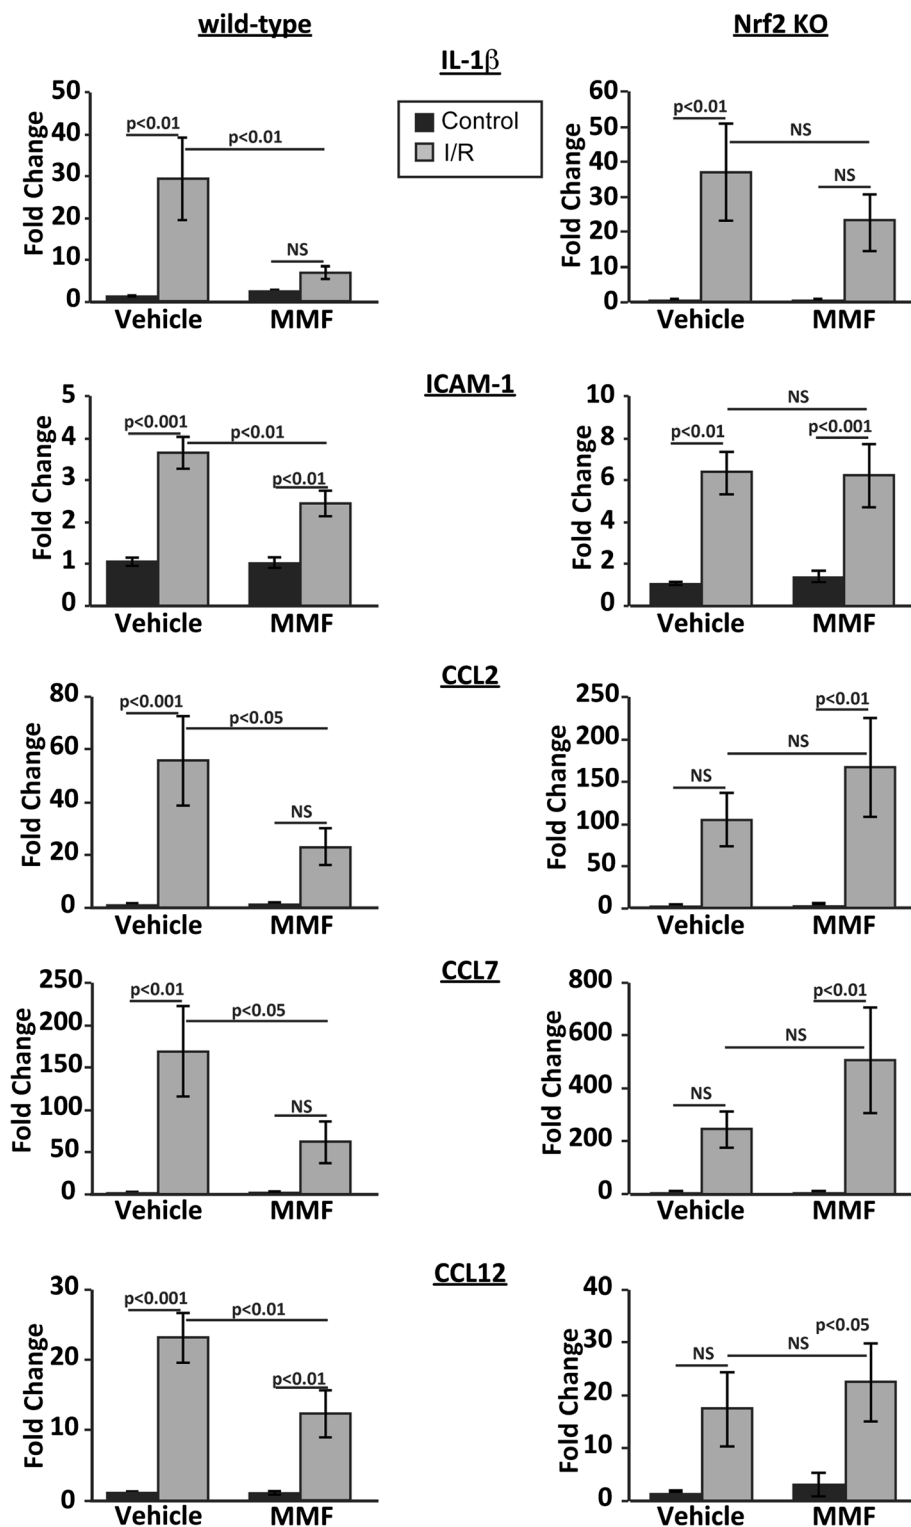 wild-type
Nrf2 KO
IL-1β
Control
I/R
Fold Change
50
40
30
20
10
0
p<0.01
p<0.01
NS
Vehicle
MMF
Fold Change
60
50
40
30
20
10
0
p<0.01
NS
NS
Vehicle
MMF
ICAM-1
Fold Change
5
4
3
2
1
0
p<0.001
p<0.01
p<0.01
Vehicle
MMF
Fold Change
10
8
6
4
2
0
NS
p<0.01
p<0.001
Vehicle
MMF
CCL2
Fold Change
80
60
40
20
0
p<0.001
p<0.05
NS
Vehicle
MMF
Fold Change
250
200
150
100
50
0
p<0.01
NS
NS
Vehicle
MMF
CCL7
Fold Change
250
200
150
100
50
0
p<0.01
p<0.05
NS
Vehicle
MMF
Fold Change
800
600
400
200
0
p<0.01
NS
NS
Vehicle
MMF
CCL12
Fold Change
30
20
10
0
p<0.001
p<0.01
p<0.01
Vehicle
MMF
Fold Change
40
30
20
10
0
p<0.05
NS
NS
Vehicle
MMF